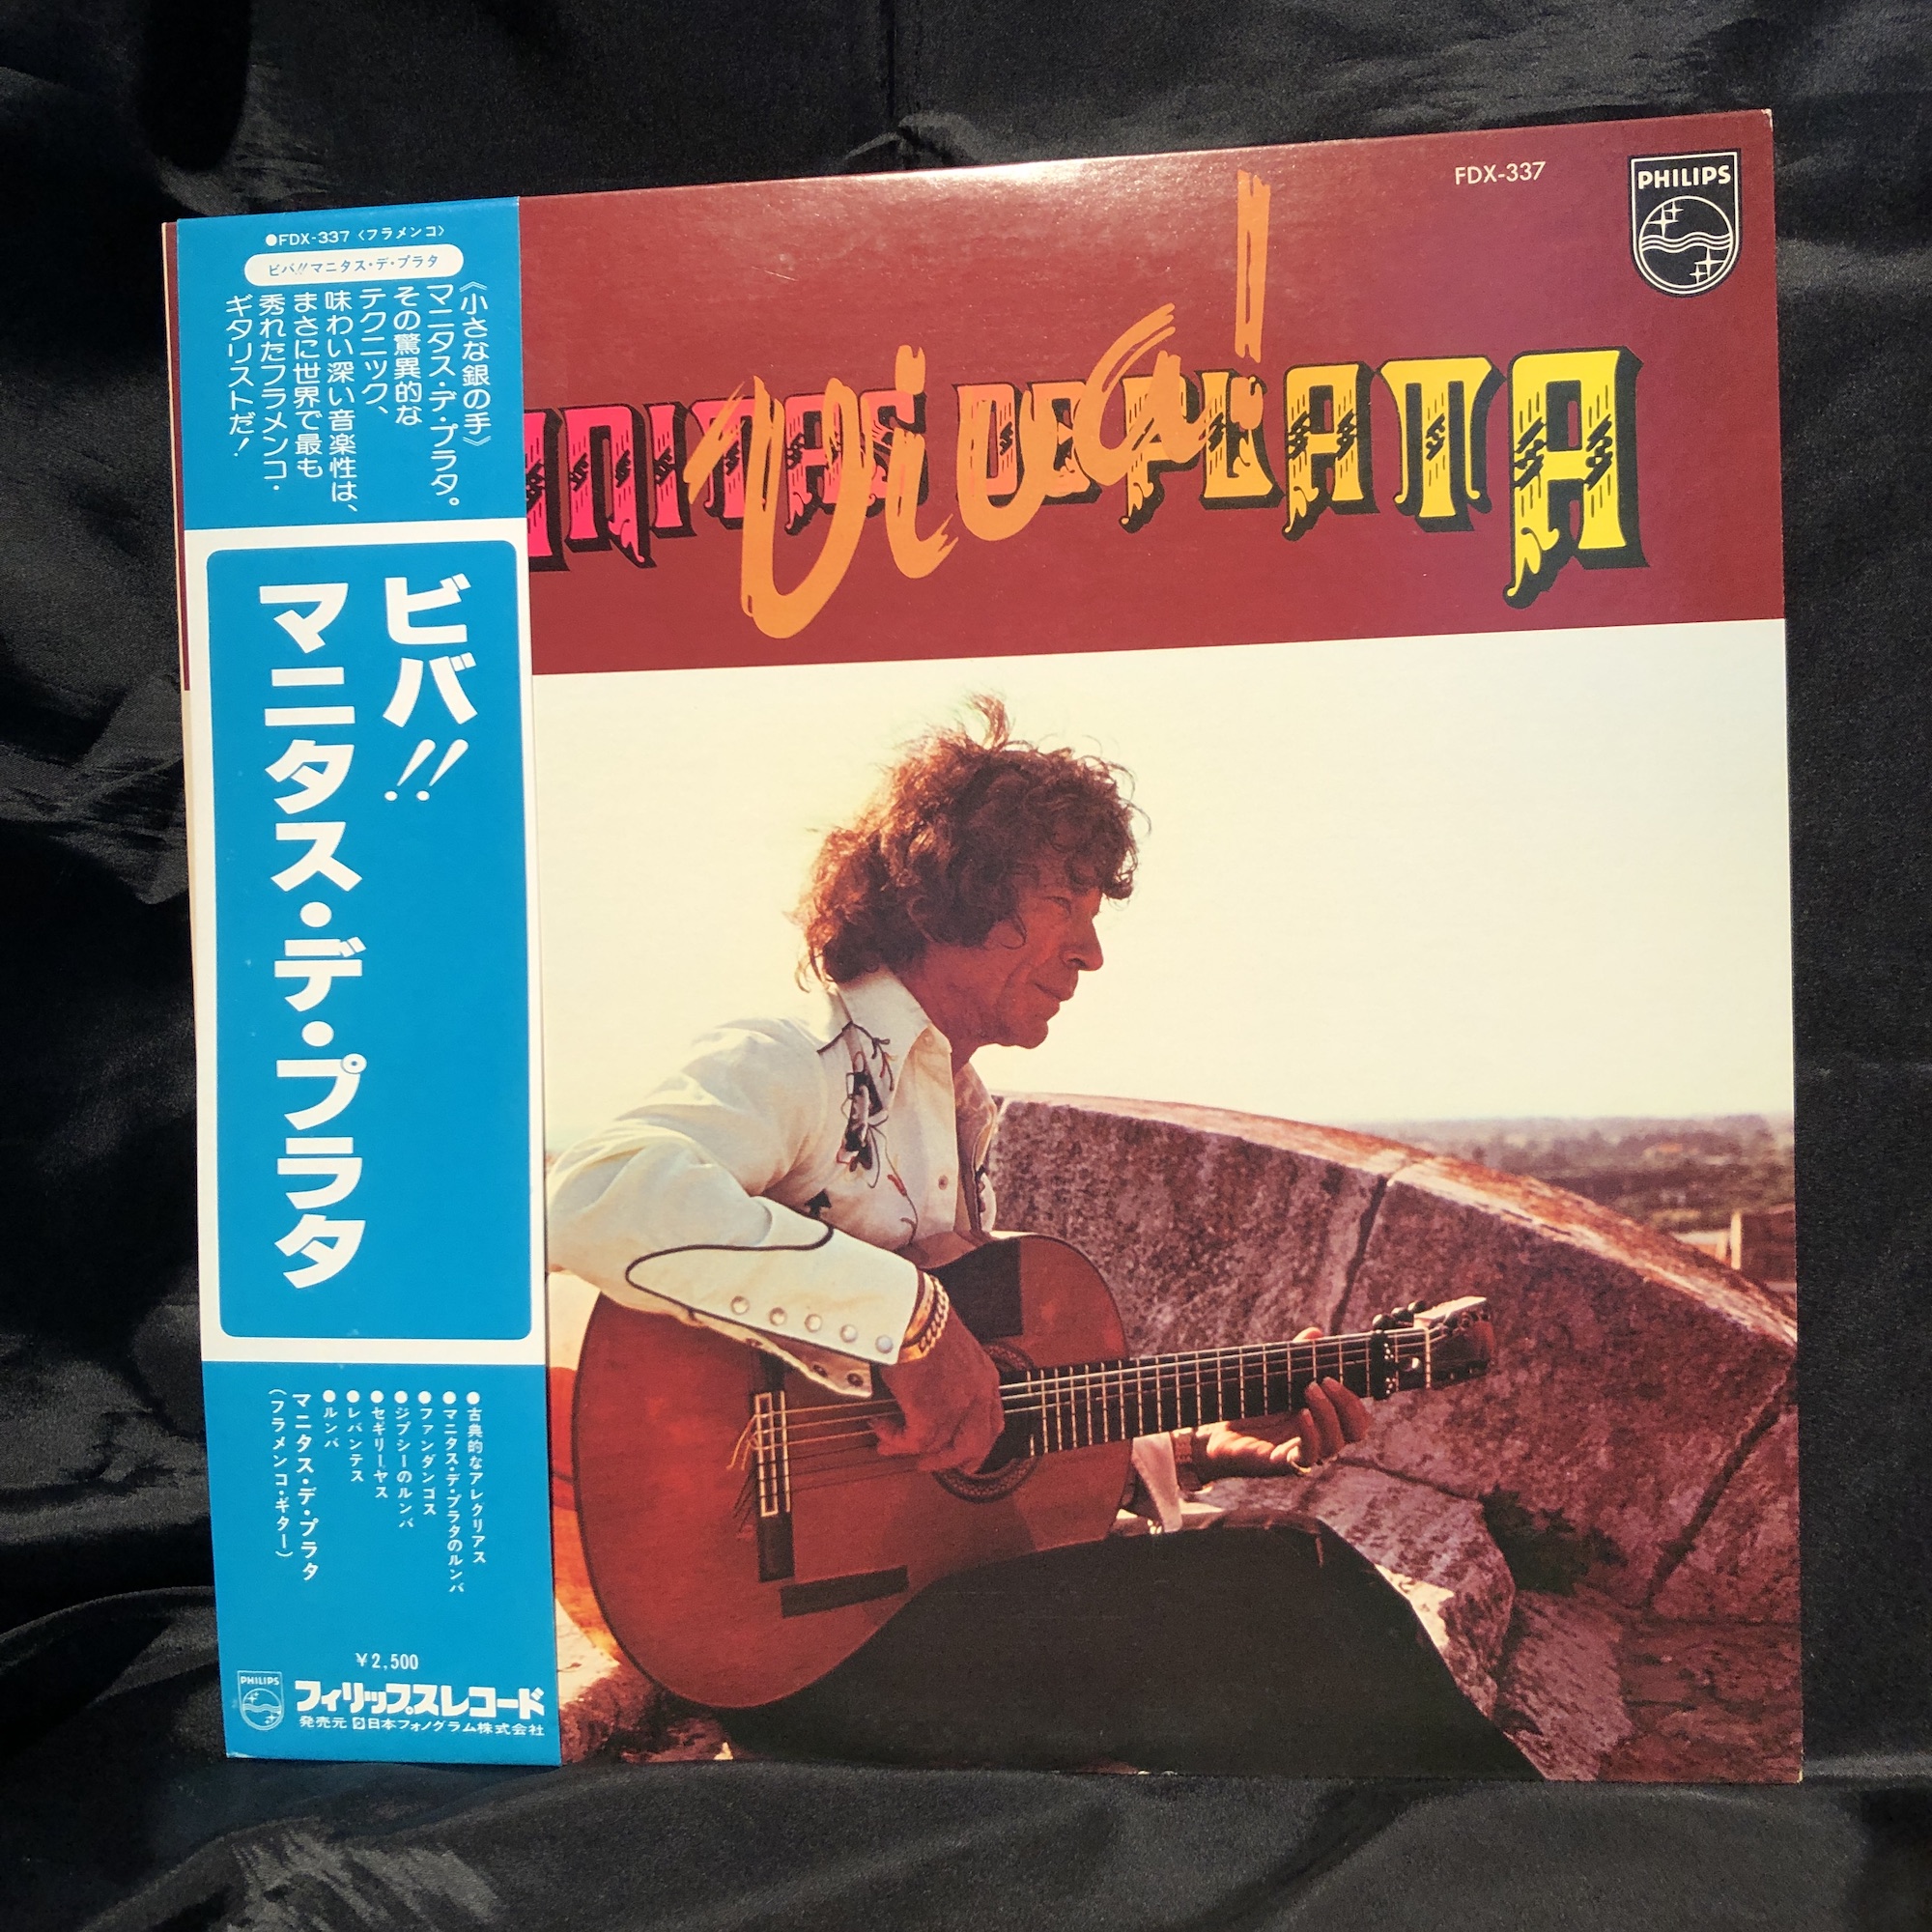 ●FDX-337〈フラメンコ〉
ビバ!!マニタス・デ・プラタ
《小さな銀の手》
マニタス・デ・プラタ。
その驚異的な
テクニック、
味わい深い音楽性は、
まさに世界で最も
秀れたフラメンコ・
ギタリストだ!
ビバ!!
マニタス・デ・プラタ
●古典的なアレグリアス
●マニタス・デ・プラタのルンバ
●ファンダンゴス
●ジプシーのルンバ
●セギリーヤス
●レバンテス
●ルンバ
マニタス・デ・プラタ
(フラメンコ・ギター)
¥2,500
PHILIPS
フィリップスレコード
発売元 日本フォノグラム株式会社
FDX-337
PHILIPS
NITAS DE PLATA
Viva!